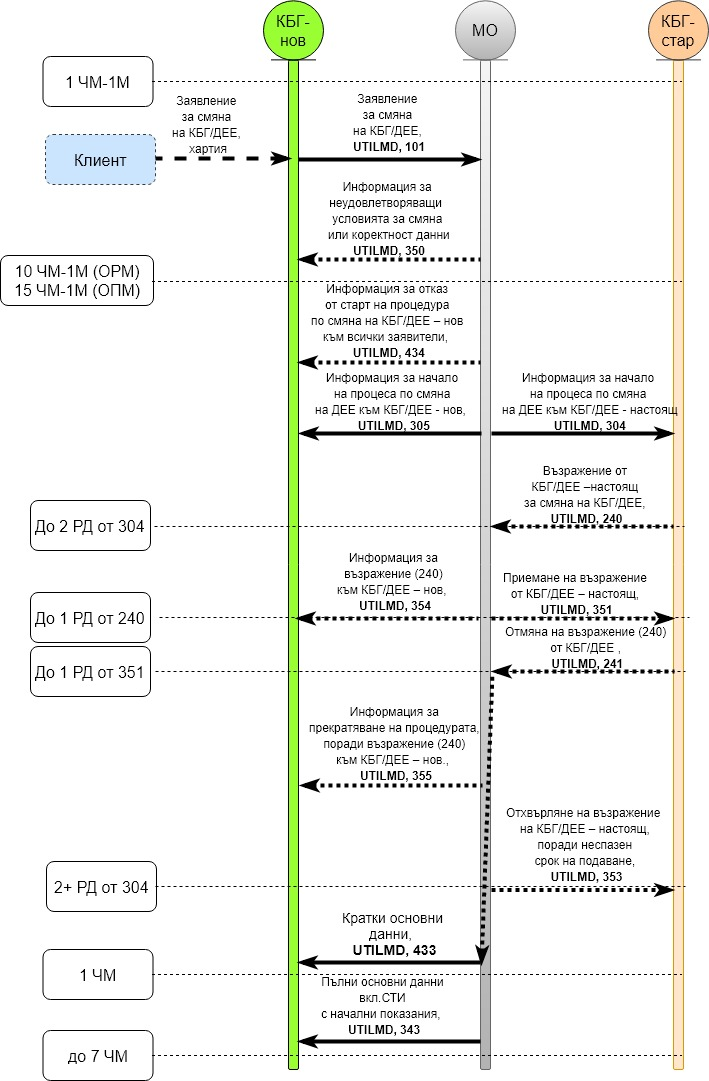 КБГ-
нов
МО
КБГ-
стар
1 ЧМ-1М
Заявление
за смяна
на КБГ/ДЕЕ,
хартия
Заявление
за смяна
на КБГ/ДЕЕ,
UTILMD, 101
Клиент
Информация за
неудовлетворяващи
условията за смяна
или коректност данни
UTILMD, 350
10 ЧМ-1М (ОРМ)
15 ЧМ-1М (ОПМ)
Информация за отказ
от старт на процедура
по смяна на КБГ/ДЕЕ – нов
към всички заявители,
UTILMD, 434
Информация за начало
на процеса по смяна
на ДЕЕ към КБГ/ДЕЕ - нов,
UTILMD, 305
Информация за начало
на процеса по смяна
на ДЕЕ към КБГ/ДЕЕ - настоящ
UTILMD, 304
Възражение от
КБГ/ДЕЕ –настоящ
за смяна на КБГ/ДЕЕ,
UTILMD, 240
До 2 РД от 304
Информация за
възражение (240)
към КБГ/ДЕЕ – нов,
UTILMD, 354
Приемане на възражение
от КБГ/ДЕЕ – настоящ,
UTILMD, 351
До 1 РД от 240
Отмяна на възражение (240)
от КБГ/ДЕЕ ,
UTILMD, 241
До 1 РД от 351
Информация за
прекратяване на процедурата,
поради възражение (240)
към КБГ/ДЕЕ – нов.,
UTILMD, 355
Отхвърляне на възражение
на КБГ/ДЕЕ – настоящ,
поради неспазен
срок на подаване,
UTILMD, 353
2+ РД от 304
Кратки основни
данни,
UTILMD, 433
1 ЧМ
Пълни основни данни
вкл.СТИ
с начални показания,
UTILMD, 343
до 7 ЧМ